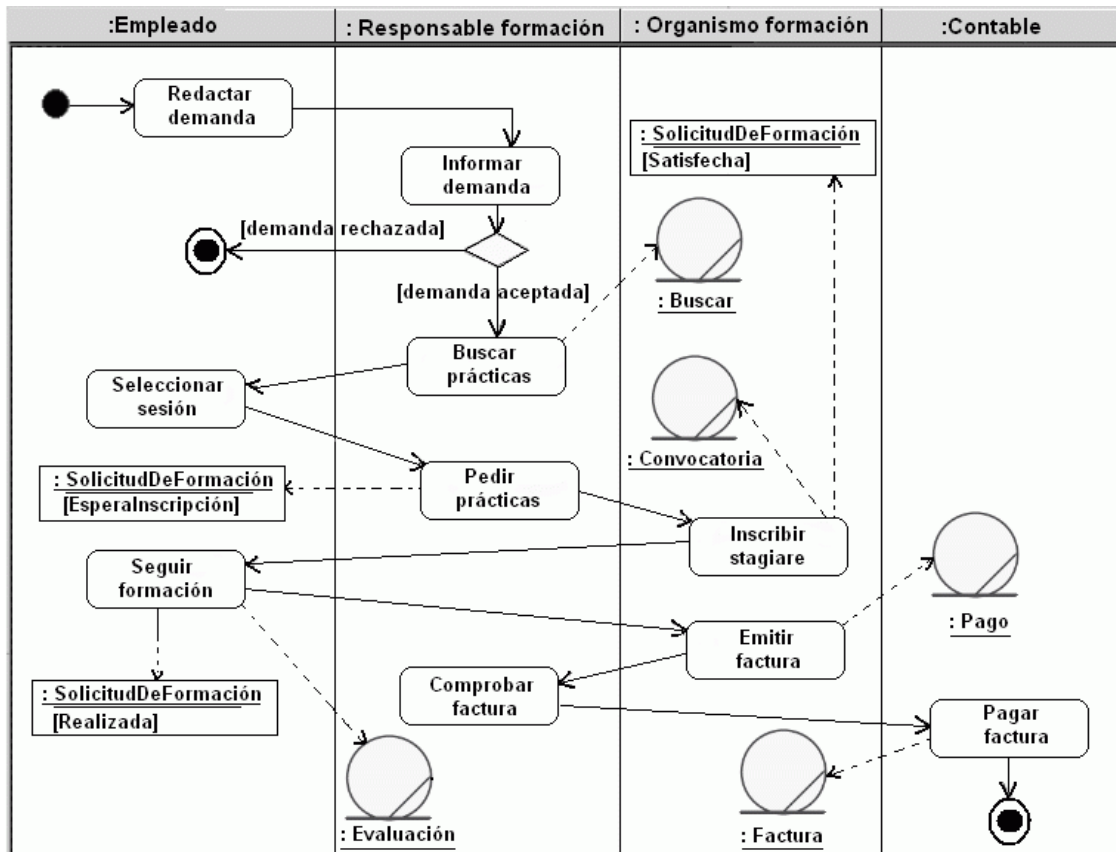 :Empleado
: Responsable formación
: Organismo formación
:Contable
Redactar
demanda
: SolicitudDeFormación
[Satisfecha]
Informar
demanda
[demanda rechazada]
[demanda aceptada]
: Buscar
Buscar
prácticas
Seleccionar
sesión
: Convocatoria
: SolicitudDeFormación
[EsperaInscripción]
Pedir
prácticas
Inscribir
stagiare
Seguir
formación
: Pago
Emitir
factura
: SolicitudDeFormación
[Realizada]
Comprobar
factura
Pagar
factura
: Evaluación
: Factura